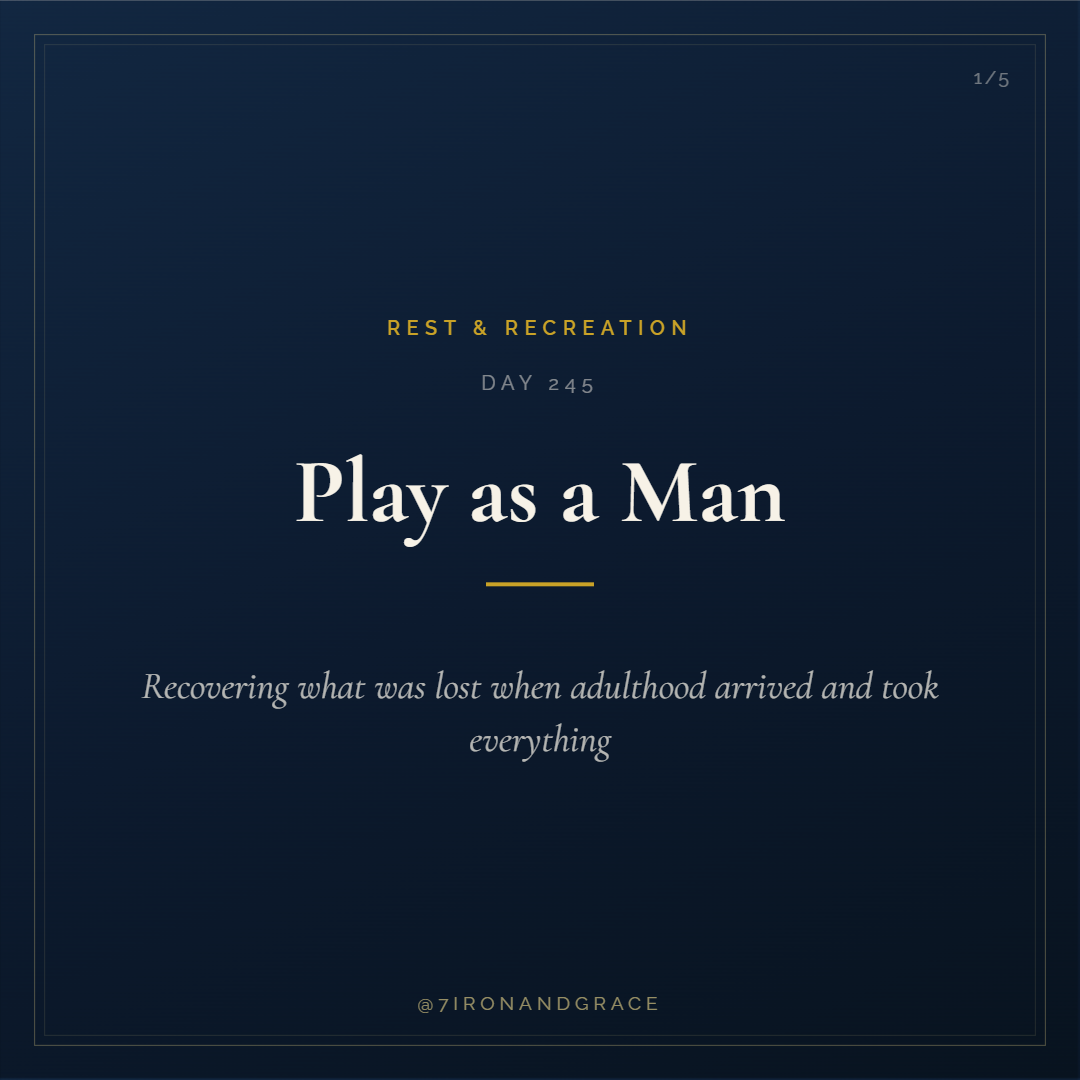 1/5
REST & RECREATION
DAY 245
Play as a Man
Recovering what was lost when adulthood arrived and took
everything
@7IRONANDGRACE